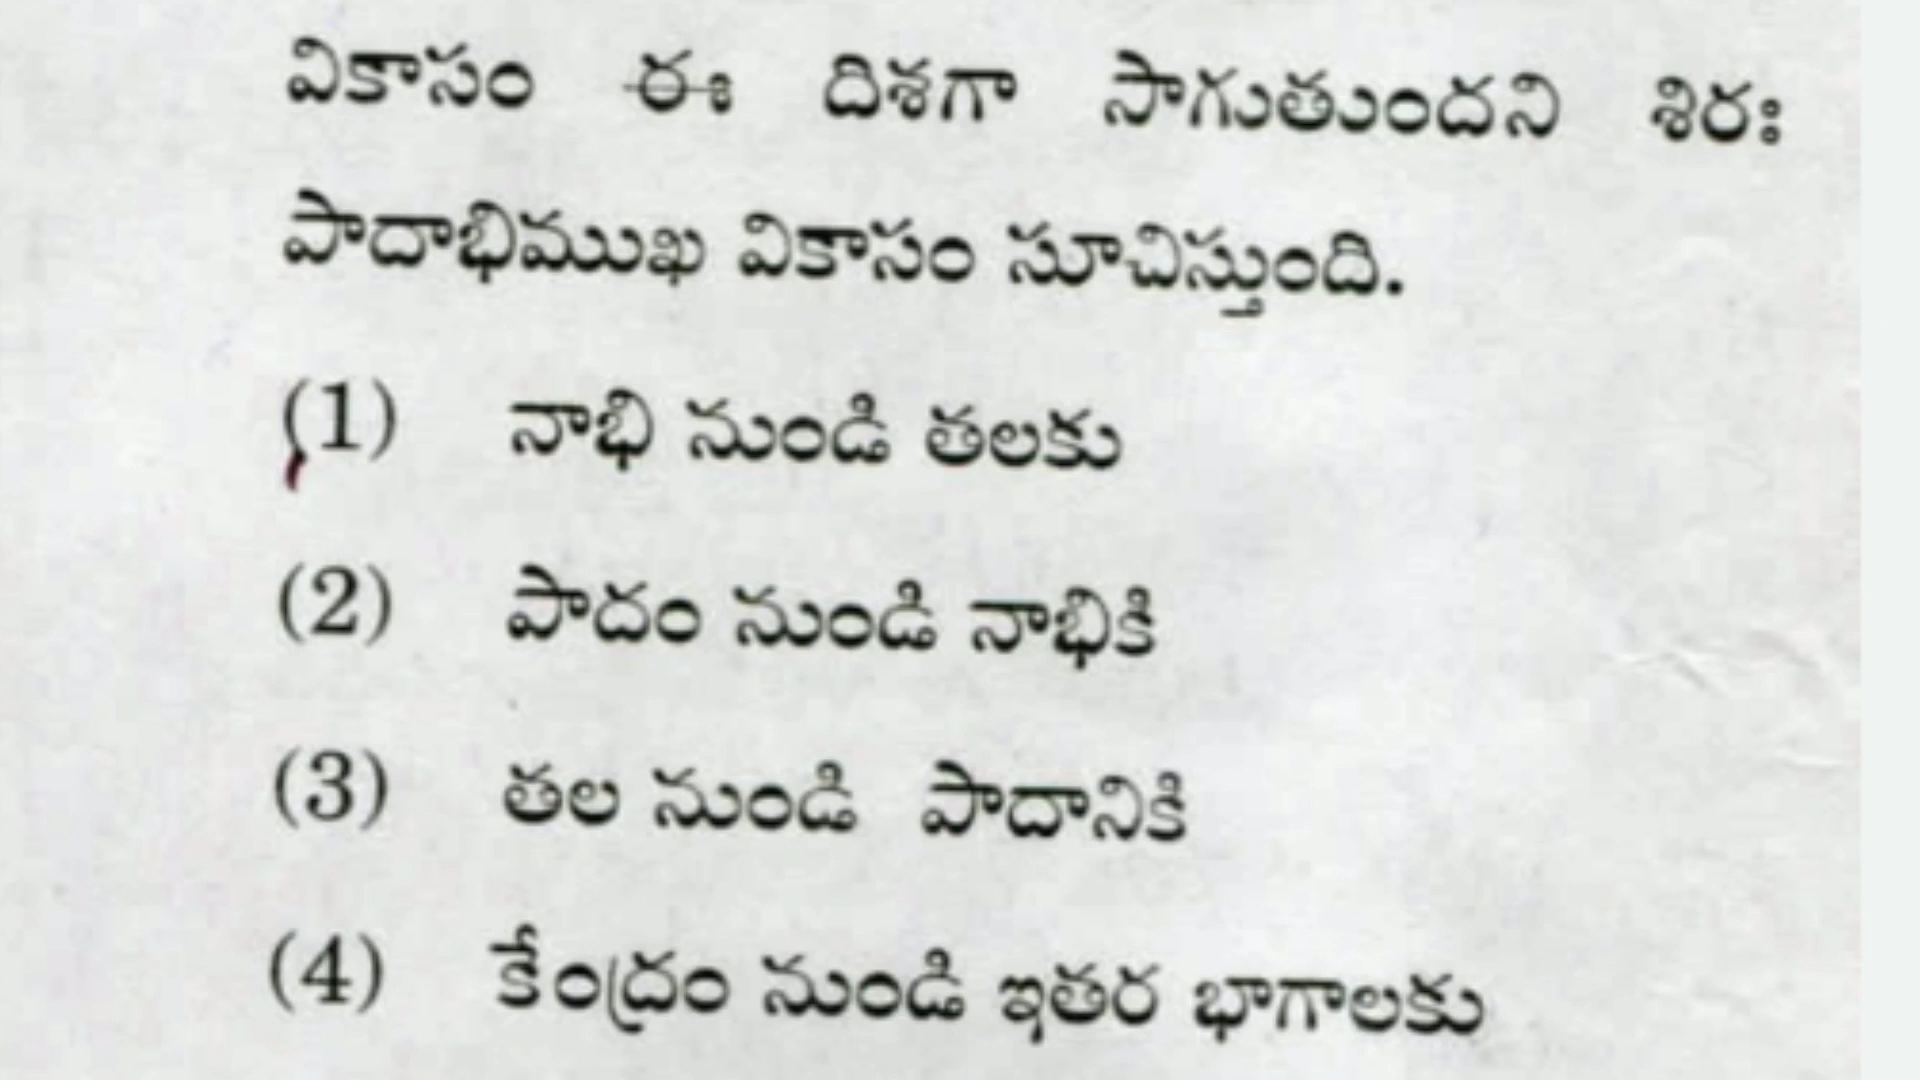 వికాసం ఈ దిశగా సాగుతుందని శిరః
పాదాభిముఖ వికాసం సూచిస్తుంది.
(1) నాభి నుండి తలకు
(2) పాదం నుండి నాభికి
(3) తల నుండి పాదానికి
(4) కేంద్రం నుండి ఇతర భాగాలకు